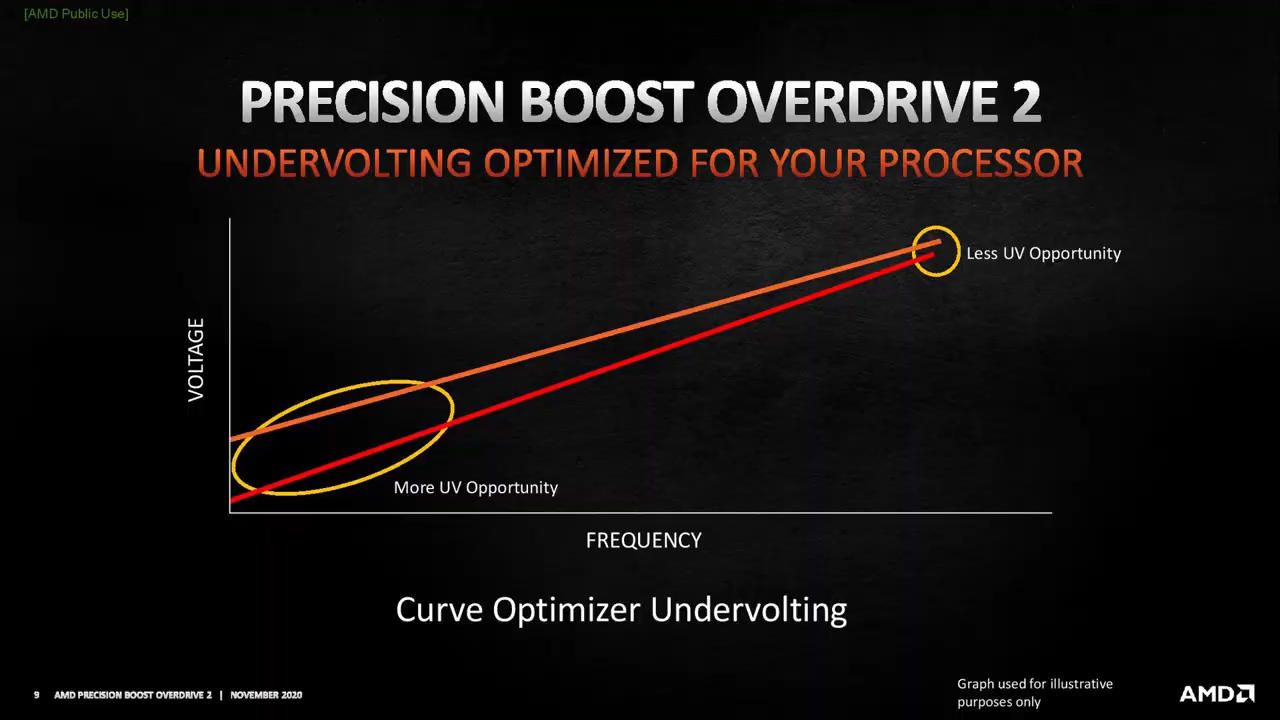 [AMD Public Use]
PRECISION BOOST OVERDRIVE 2
UNDERVOLTING OPTIMIZED FOR YOUR PROCESSOR
Less UV Opportunity
VOLTAGE
More UV Opportunity
FREQUENCY
Curve Optimizer Undervolting
9 AMD PRECISION BOOST OVERDRIVE 2 | NOVEMBER 2020
Graph used for illustrative
purposes only
AMD